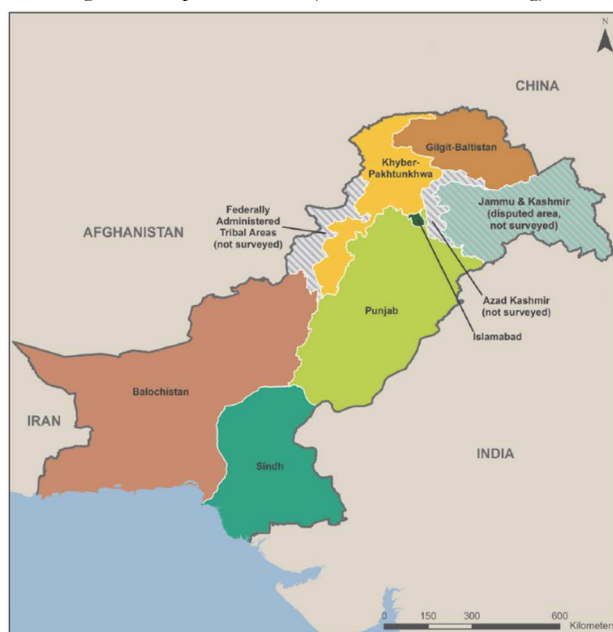 N
CHINA
Gilgit-Baltistan
Khyber-
Pakhtunkhwa
Jammu & Kashmir
(disputed area,
not surveyed)
Federally
Administered
Tribal Areas
(not surveyed)
AFGHANISTAN
Azad Kashmir
(not surveyed)
Punjab
Islamabad
Balochistan
IRAN
INDIA
Sindh
0 150 300 600
Kilometers